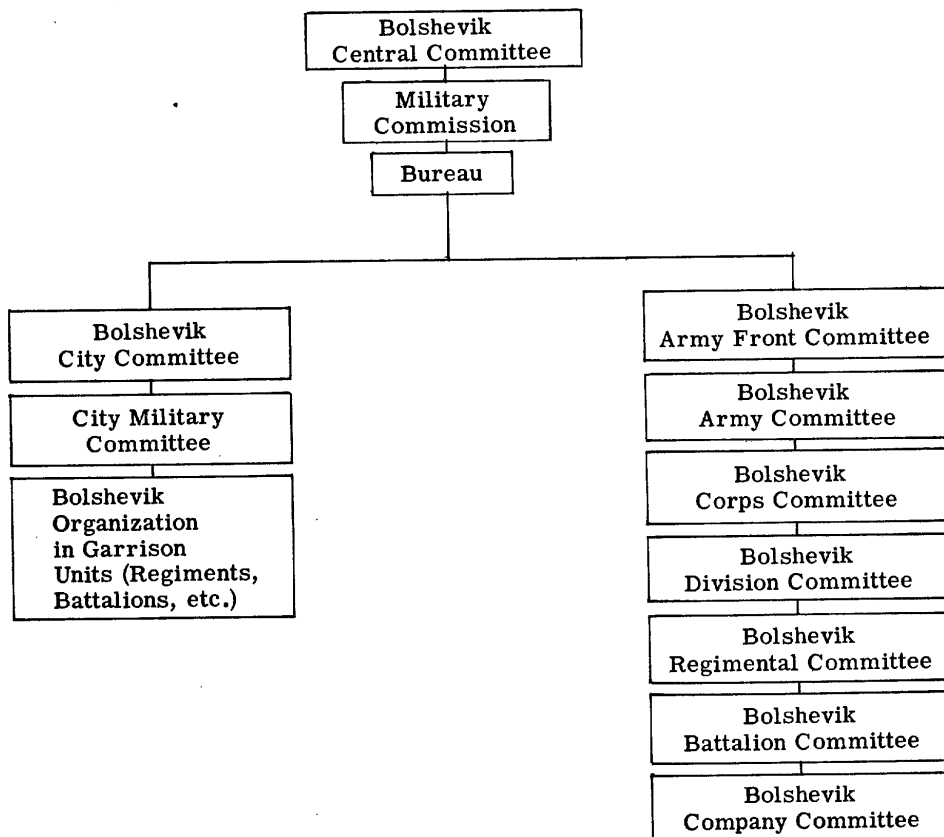 Bolshevik
Central Committee
Military
Commission
Bureau
Bolshevik
City Committee
City Military
Committee
Bolshevik
Organization
in Garrison
Units (Regiments,
Battalions, etc.)
Bolshevik
Army Front Committee
Bolshevik
Army Committee
Bolshevik
Corps Committee
Bolshevik
Division Committee
Bolshevik
Regimental Committee
Bolshevik
Battalion Committee
Bolshevik
Company Committee